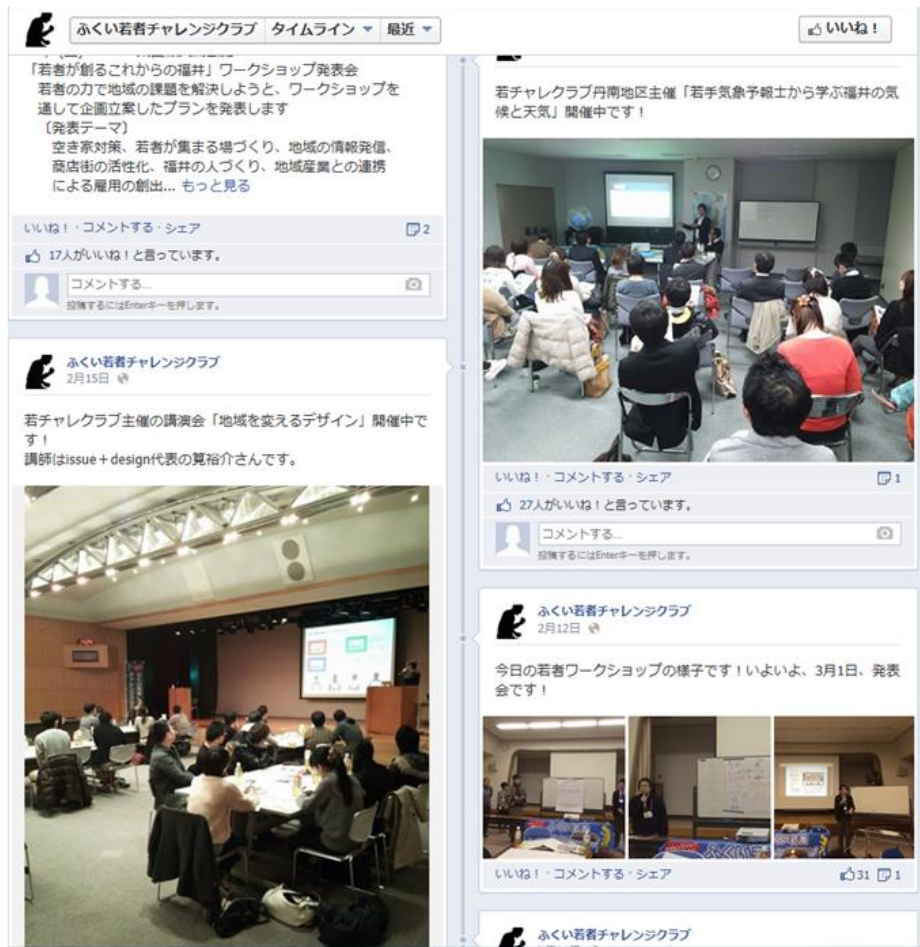 ふくい若者チャレンジクラブ タイムライン 最近
いいね！
「若者が創るこれからの福井」ワークショップ発表会
若者の力で地域の課題を解決しようと、ワークショップを
通して企画立案したプランを発表します
〔発表テーマ〕
空き家対策、若者が集まる場づくり、地域の情報発信、
商店街の活性化、福井の人づくり、地域産業との連携
による雇用の創出... もっと見る
いいね！・コメントする・シェア 2
17人がいいね！と言っています。
コメントする...
投稿するにはEnterキーを押します。
ふくい若者チャレンジクラブ
2月15日
若チャレクラブ主催の講演会「地域を変えるデザイン」開催中で
す！
講師はissue＋design代表の筧裕介さんです。
若チャレクラブ丹南地区主催「若手気象予報士から学ぶ福井の気
候と天気」開催中です！
いいね！・コメントする・シェア 1
27人がいいね！と言っています。
コメントする...
投稿するにはEnterキーを押します。
ふくい若者チャレンジクラブ
2月12日
今日の若者ワークショップの様子です！いよいよ、3月1日、発表
会です！
いいね！・コメントする・シェア 31 1
ふくい若者チャレンジクラブ